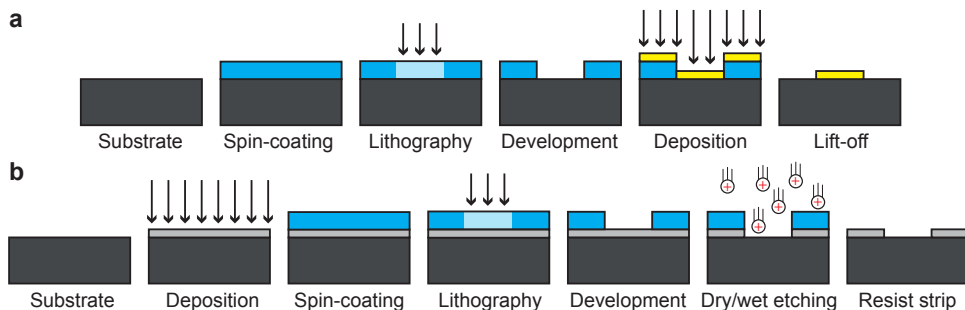 a
Substrate Spin-coating Lithography Development Deposition Lift-off
b
+ + + + + +
Substrate Deposition Spin-coating Lithography Development Dry/wet etching Resist strip